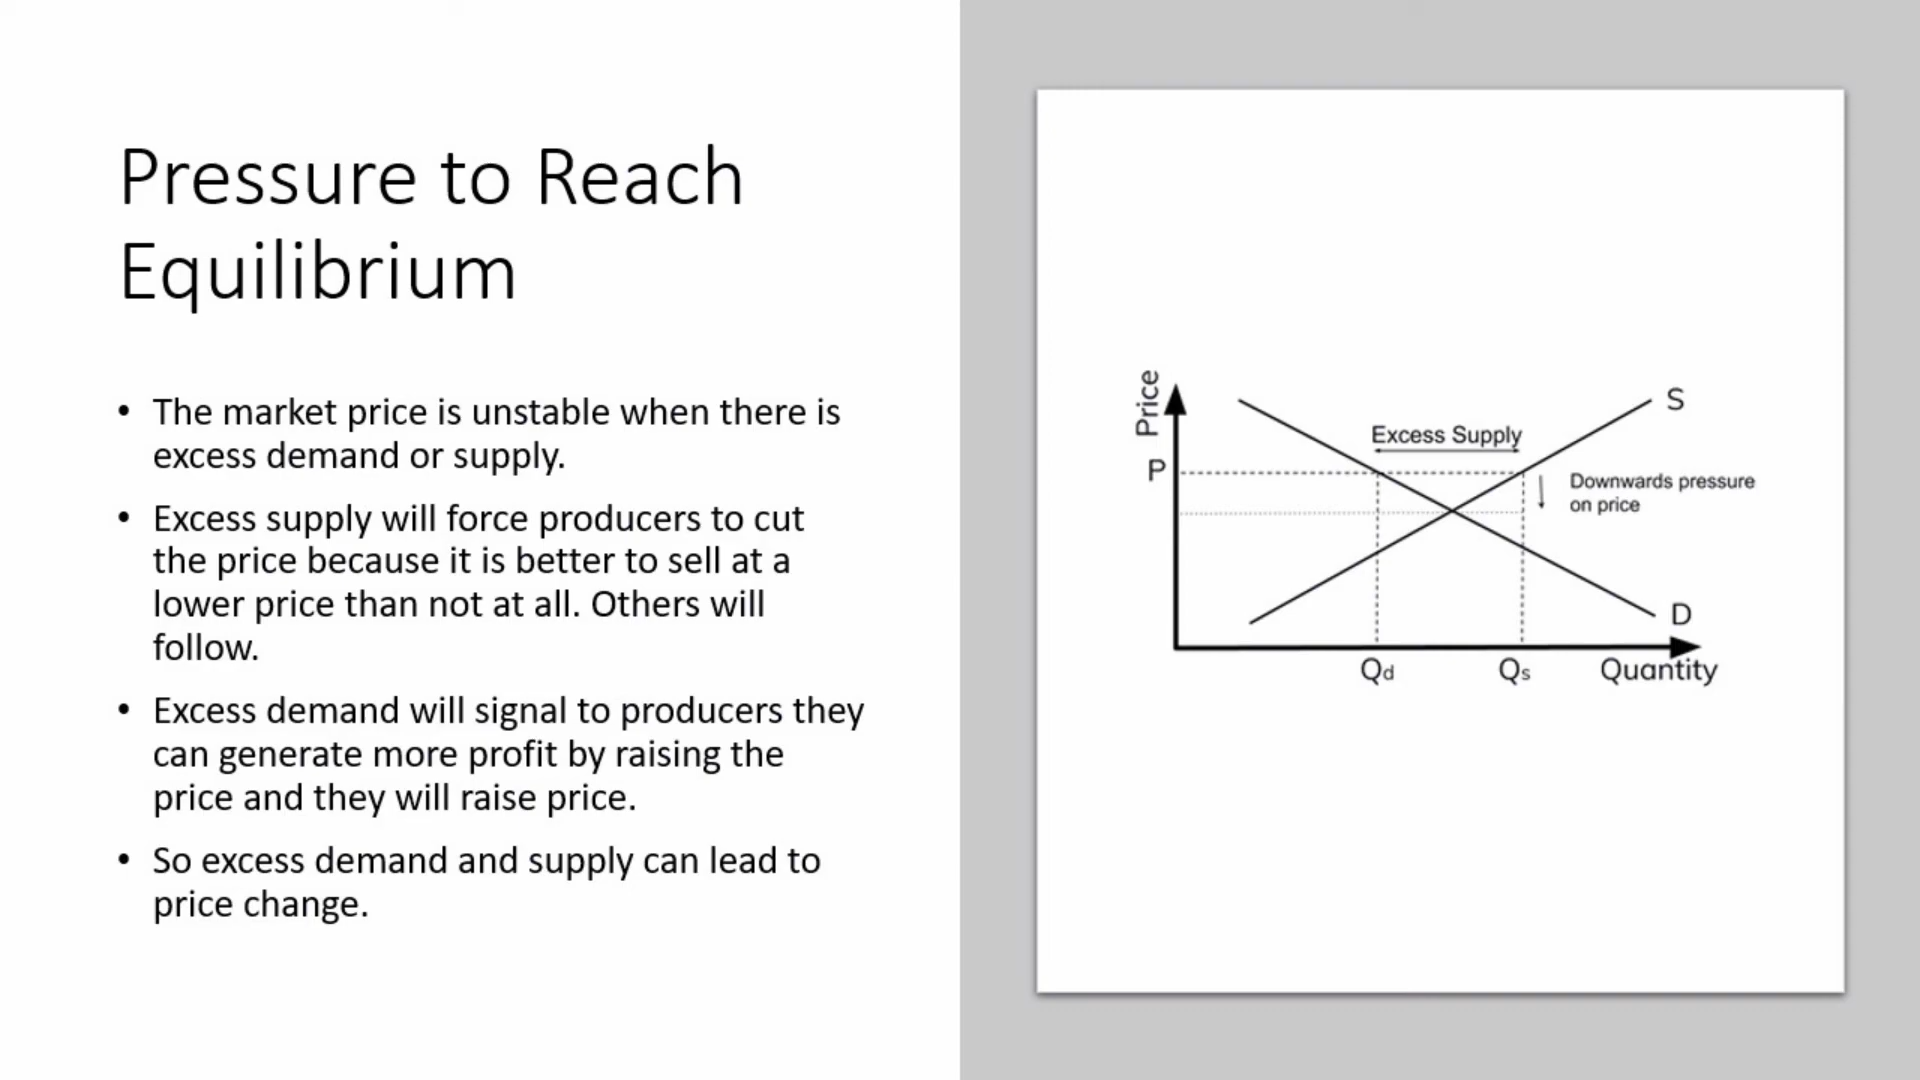 Pressure to Reach
Equilibrium
• The market price is unstable when there is
excess demand or supply.
• Excess supply will force producers to cut
the price because it is better to sell at a
lower price than not at all. Others will
follow.
• Excess demand will signal to producers they
can generate more profit by raising the
price and they will raise price.
• So excess demand and supply can lead to
price change.
Price
S
Excess Supply
P
Downwards pressure
on price
D
Qd
Qs
Quantity